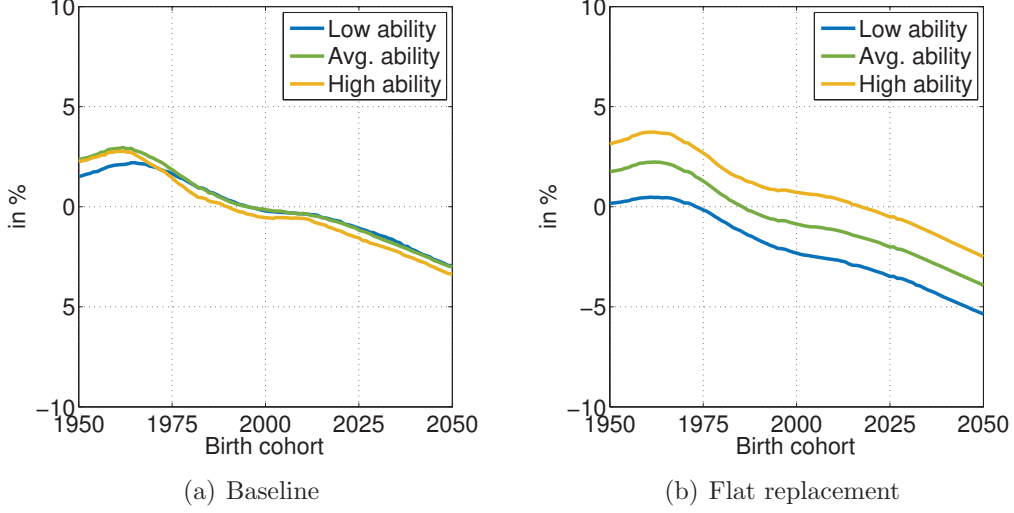 10
5
0
5
−10
in %
1950
1975
2000
2025
2050
Birth cohort
Low ability
Avg. ability
High ability
(a) Baseline
10
5
0
−5
−10
in %
1950
1975
2000
2025
2050
Birth cohort
Low ability
Avg. ability
High ability
(b) Flat replacement